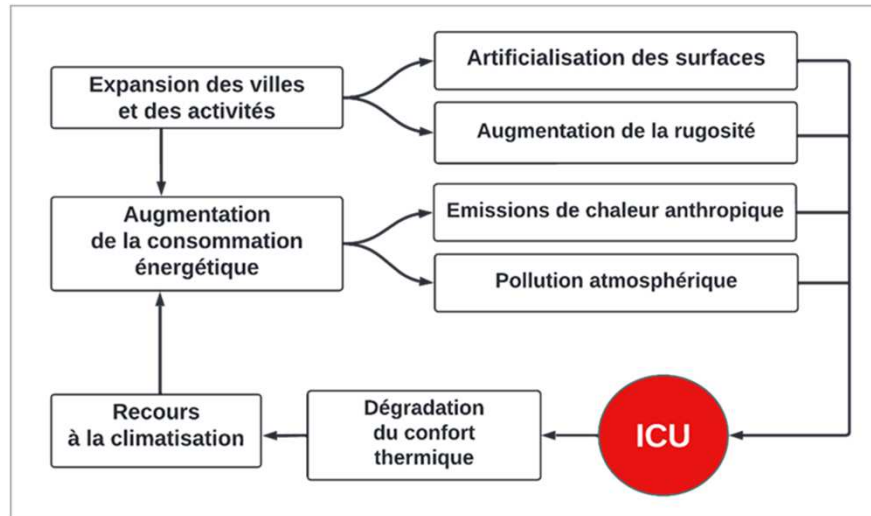 Expansion des villes
et des activités
Artificialisation des surfaces
Augmentation de la rugosité
Augmentation
de la consommation
énergétique
Emissions de chaleur anthropique
Pollution atmosphérique
Recours
à la climatisation
Dégradation
du confort
thermique
ICU